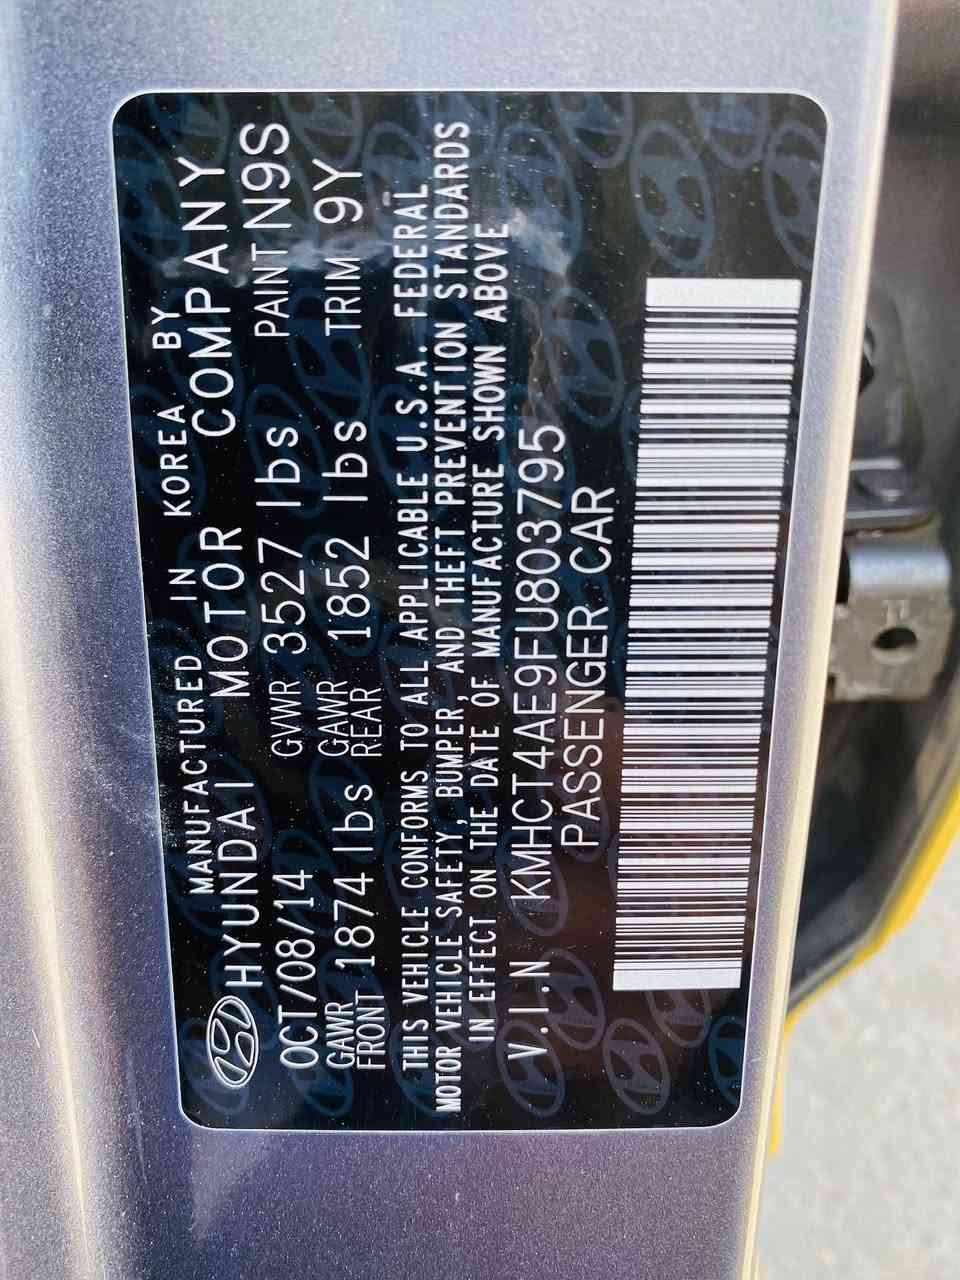 MANUFACTURED IN KOREA BY
HYUNDAI MOTOR COMPANY
OCT/08/14 GVWR 3527 lbs PAINT N9S
GAWR FRONT 1874 lbs GAWR REAR 1852 lbs TRIM 9Y
THIS VEHICLE CONFORMS TO ALL APPLICABLE U.S.A. FEDERAL
MOTOR VEHICLE SAFETY, BUMPER, AND THEFT PREVENTION STANDARDS
IN EFFECT ON THE DATE OF MANUFACTURE SHOWN ABOVE
V.I.N KMHCT4AE9FU803795
PASSENGER CAR